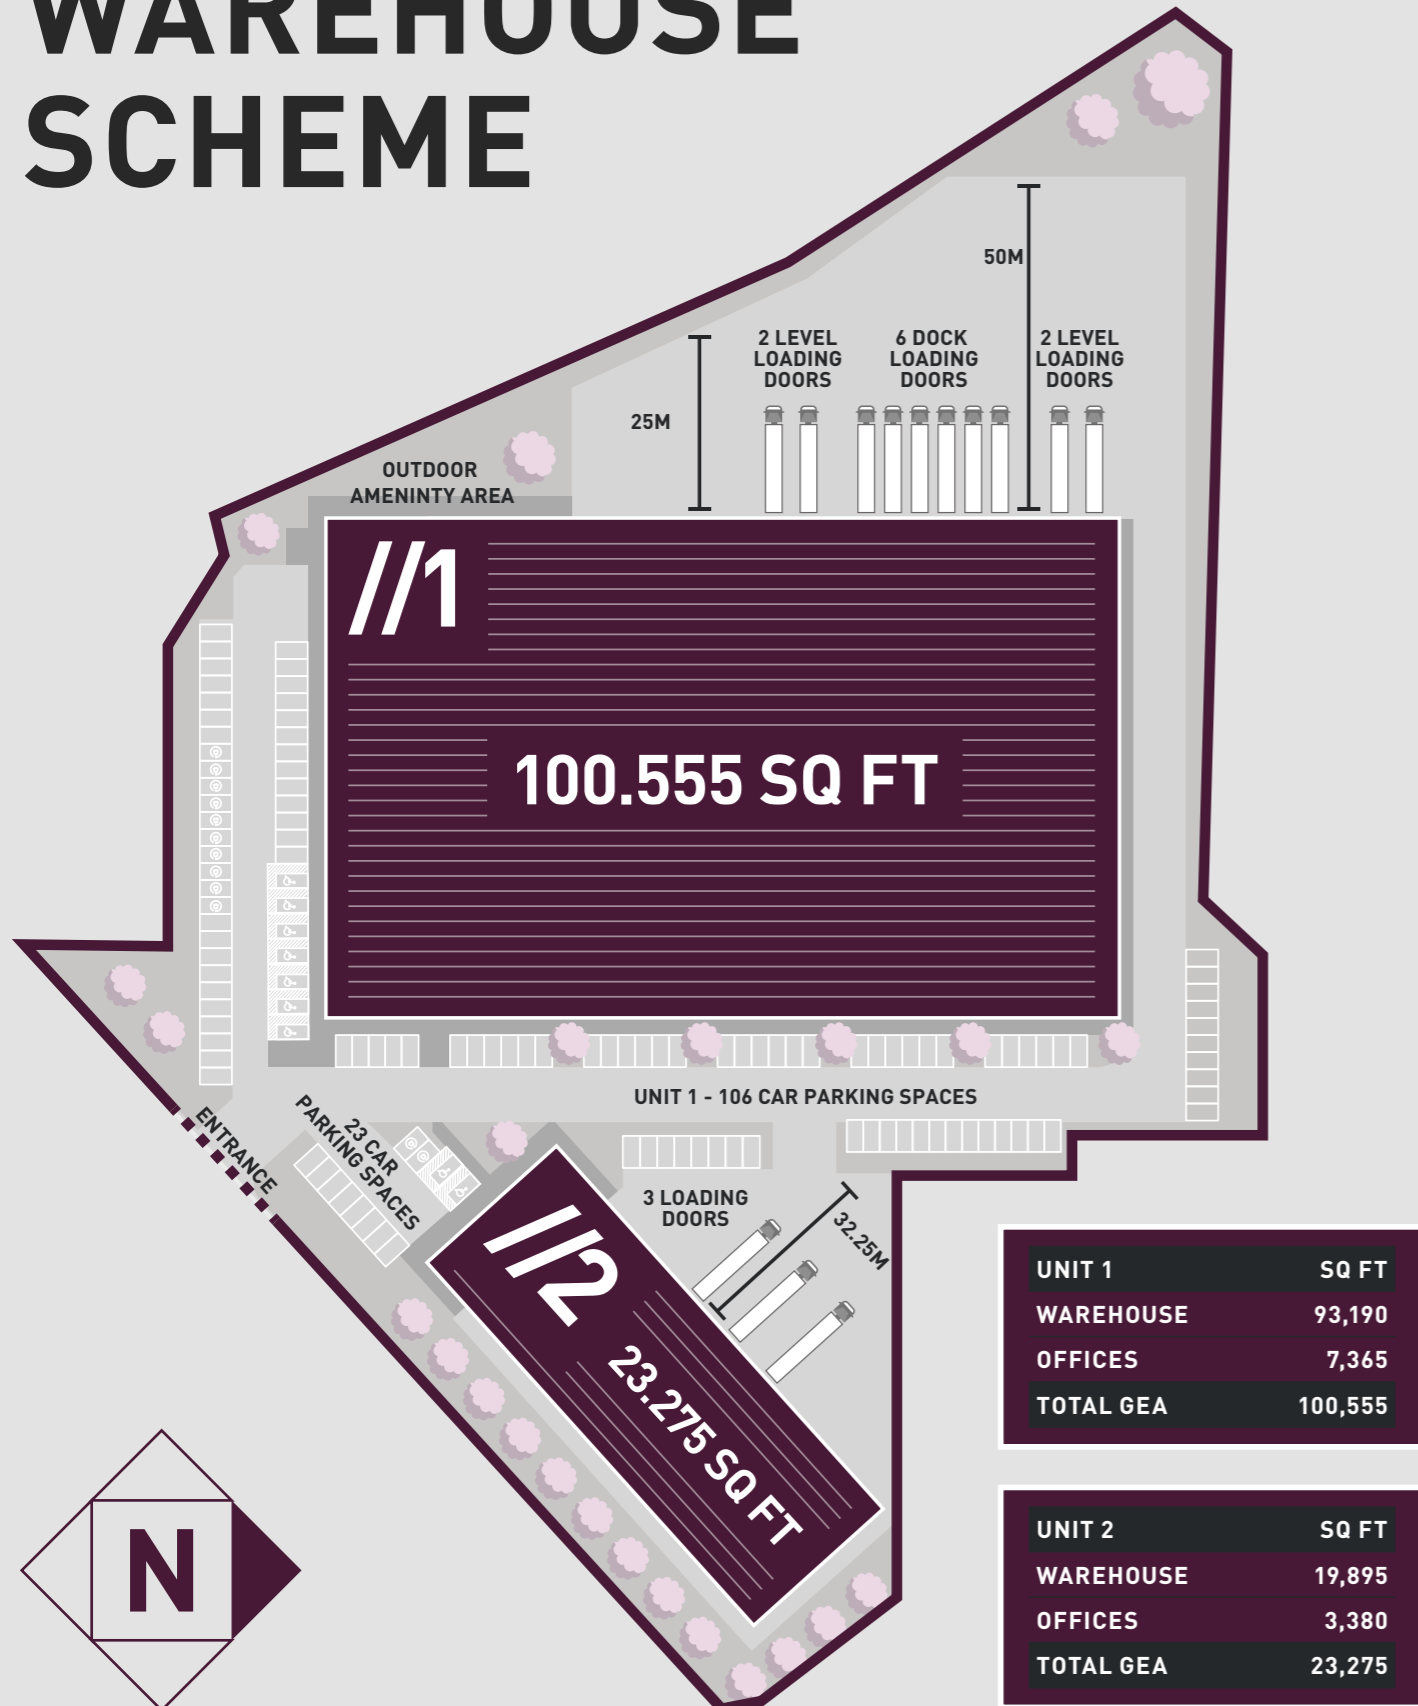 WAREHOUSE
SCHEME
50M
2 LEVEL
LOADING
DOORS
6 DOCK
LOADING
DOORS
2 LEVEL
LOADING
DOORS
25M
OUTDOOR
AMENINTY AREA
//1
100.555 SQ FT
UNIT 1 - 106 CAR PARKING SPACES
ENTRANCE
23 CAR
PARKING SPACES
3 LOADING
DOORS
32.25M
//2
23.275 SQ FT
UNIT 1 SQ FT
WAREHOUSE 93,190
OFFICES 7,365
TOTAL GEA 100,555
UNIT 2 SQ FT
WAREHOUSE 19,895
OFFICES 3,380
TOTAL GEA 23,275
N